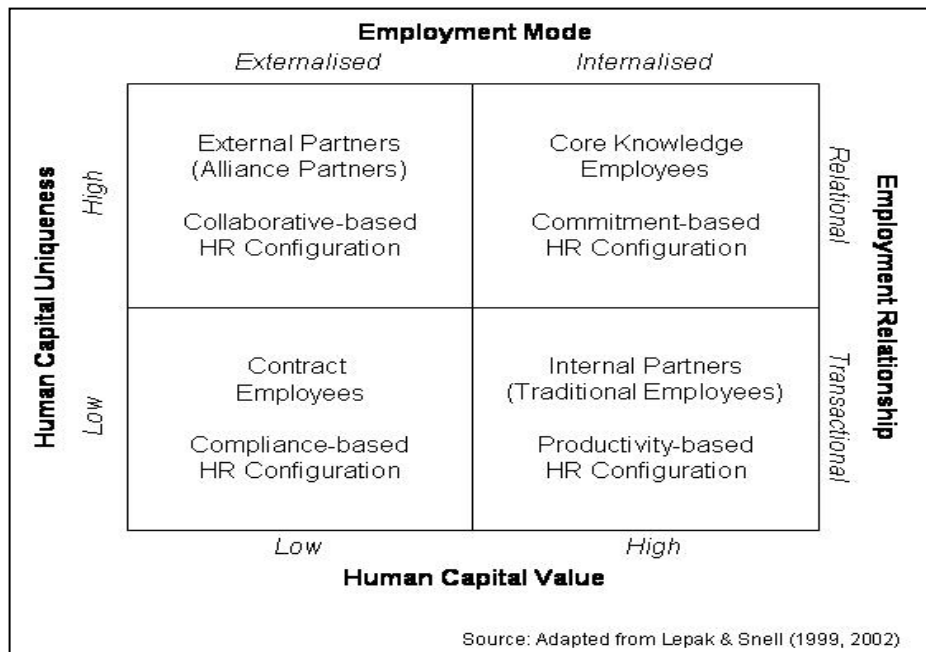 Employment Mode
Externalised Internalised
Human Capital Uniqueness
High
Low
External Partners
(Alliance Partners)
Collaborative-based
HR Configuration
Core Knowledge
Employees
Commitment-based
HR Configuration
Relational
Employment Relationship
Contract
Employees
Compliance-based
HR Configuration
Internal Partners
(Traditional Employees)
Productivity-based
HR Configuration
Transactional
Low High
Human Capital Value
Source: Adapted from Lepak & Snell (1999, 2002)